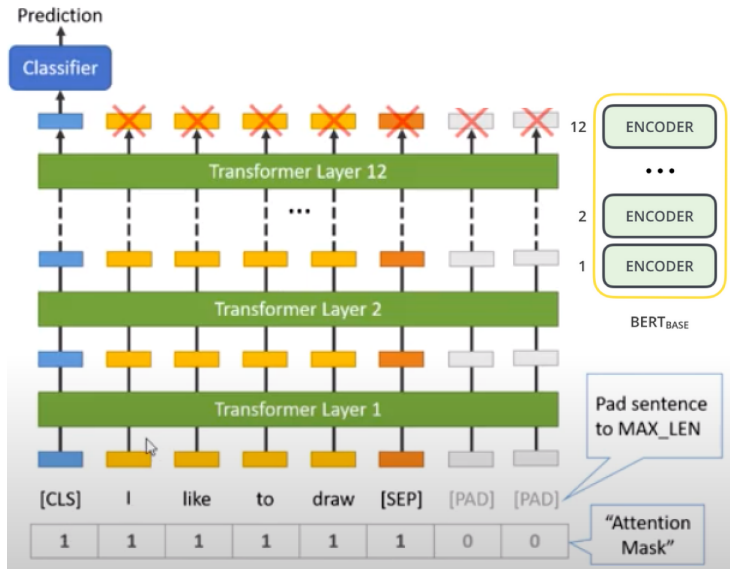 Prediction
Classifier
12 ENCODER
Transformer Layer 12
...
...
2 ENCODER
1 ENCODER
Transformer Layer 2
BERTBASE
Transformer Layer 1
Pad sentence
to MAX_LEN
[CLS] I like to draw [SEP] [PAD] [PAD]
1 1 1 1 1 1 0 0
“Attention
Mask”